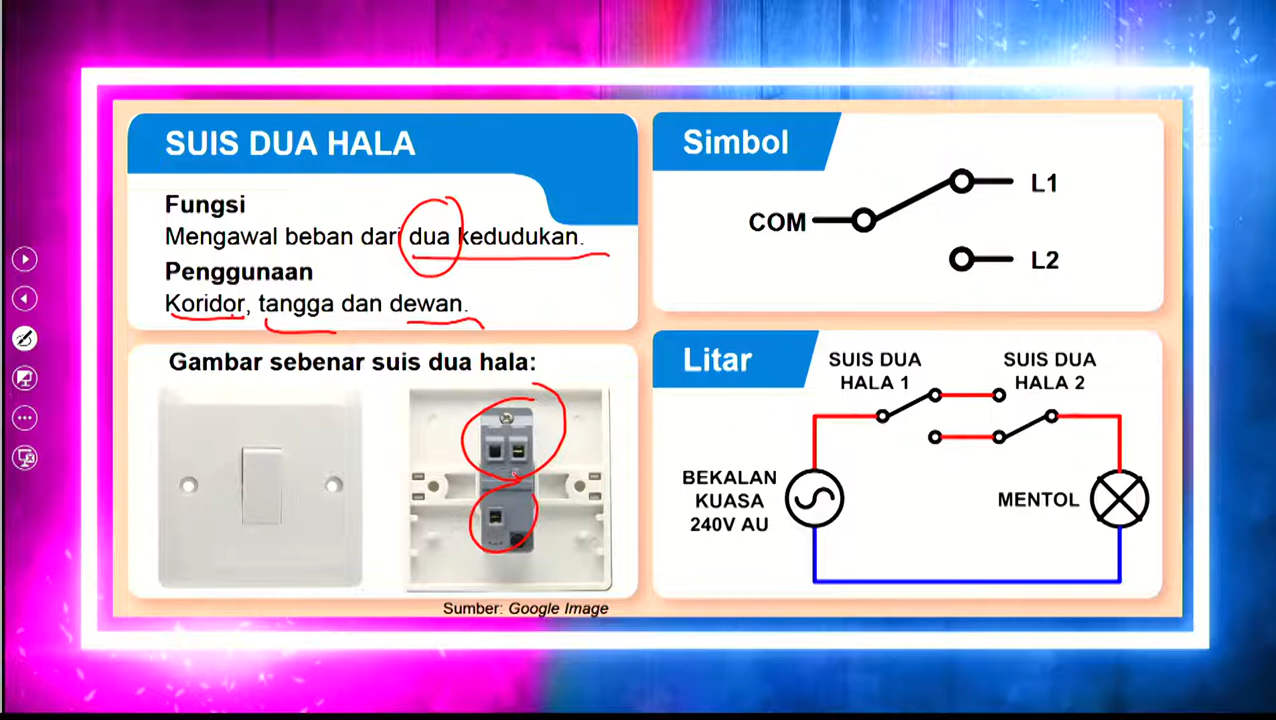 SUIS DUA HALA
Fungsi
Mengawal beban dari dua kedudukan.
Penggunaan
Koridor, tangga dan dewan.
Gambar sebenar suis dua hala:
Sumber: Google Image
Simbol
COM
L1
L2
Litar
SUIS DUA
HALA 1
SUIS DUA
HALA 2
BEKALAN
KUASA
240V AU
MENTOL